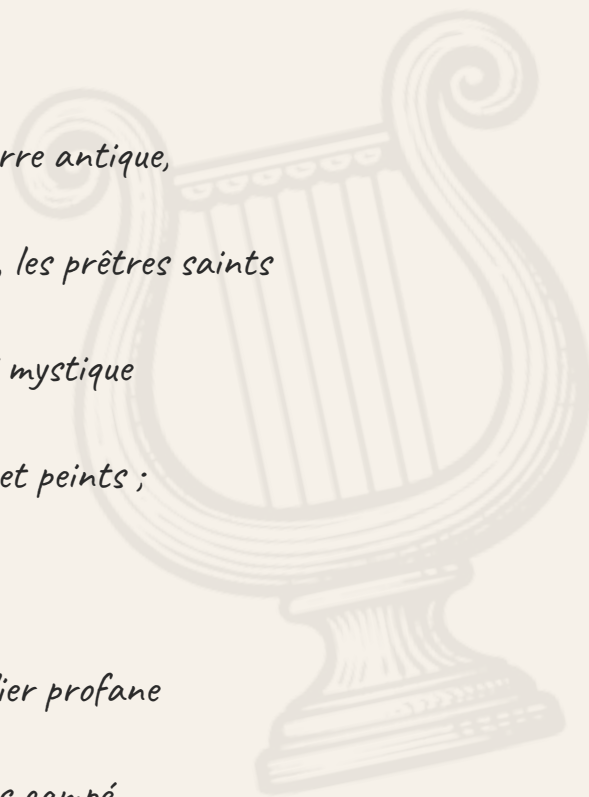 rre antique,
, les prêtres saints
mystique
et peints ;
ier profane